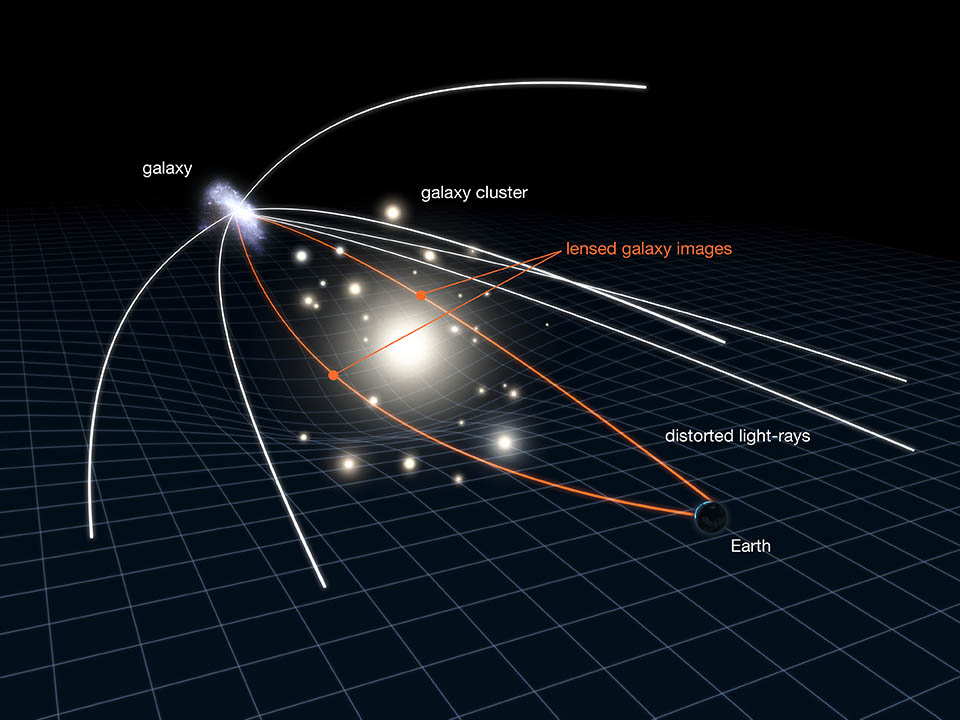 galaxy
galaxy cluster
lensed galaxy images
distorted light-rays
Earth